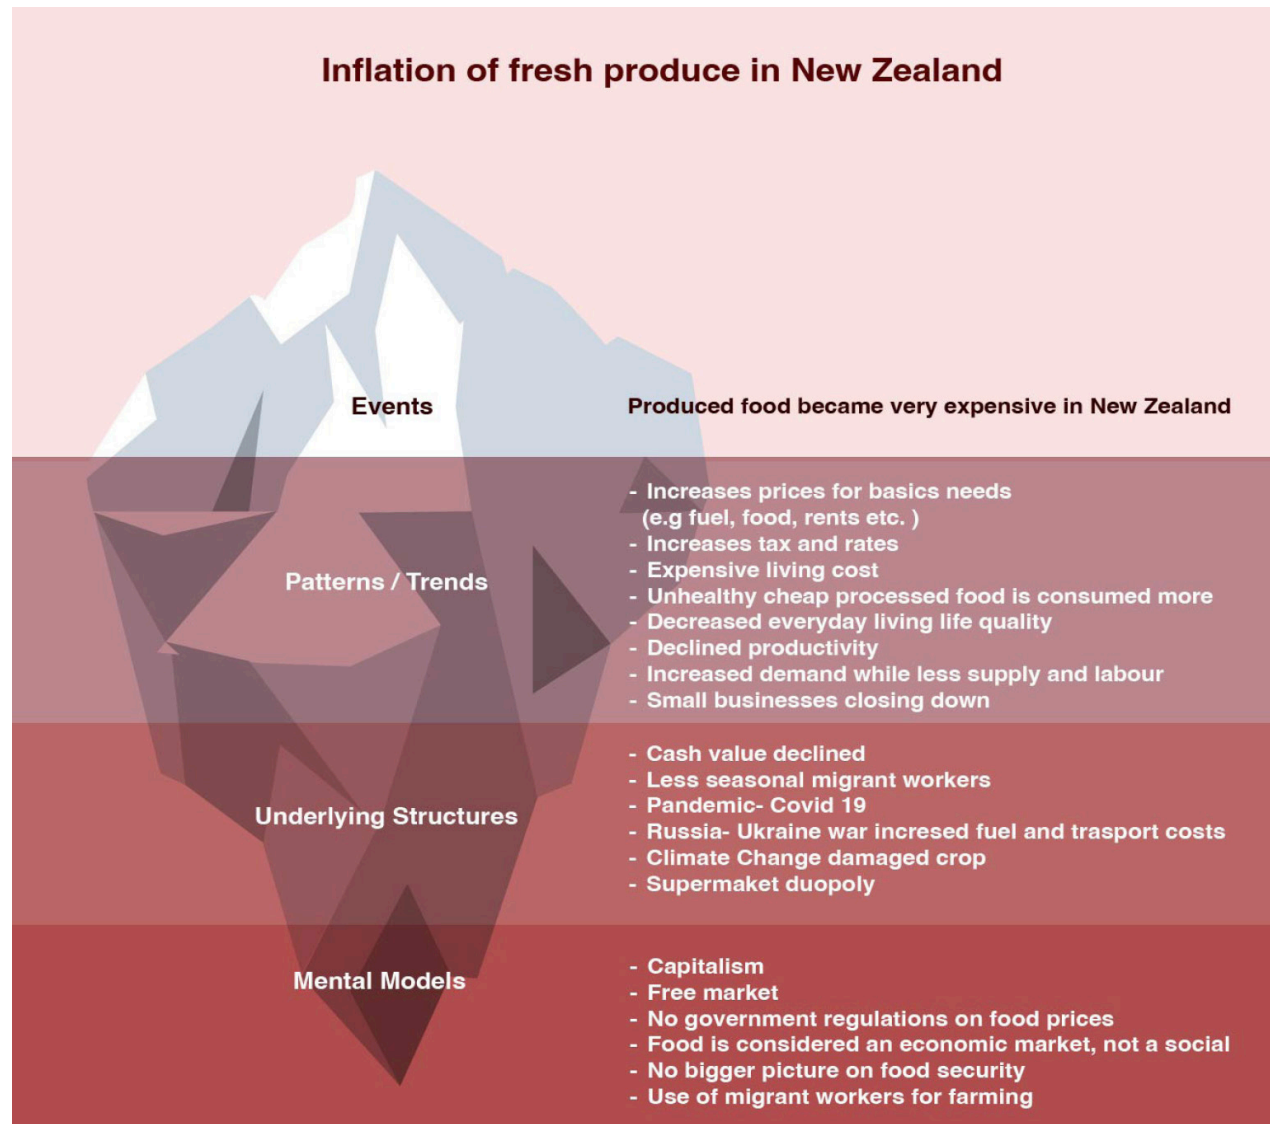 Inflation of fresh produce in New Zealand
Events
Produced food became very expensive in New Zealand
Patterns / Trends
- Increases prices for basics needs
(e.g fuel, food, rents etc. )
- Increases tax and rates
- Expensive living cost
- Unhealthy cheap processed food is consumed more
- Decreased everyday living life quality
- Declined productivity
- Increased demand while less supply and labour
- Small businesses closing down
Underlying Structures
- Cash value declined
- Less seasonal migrant workers
- Pandemic- Covid 19
- Russia- Ukraine war incresed fuel and trasport costs
- Climate Change damaged crop
- Supermaket duopoly
Mental Models
- Capitalism
- Free market
- No government regulations on food prices
- Food is considered an economic market, not a social
- No bigger picture on food security
- Use of migrant workers for farming